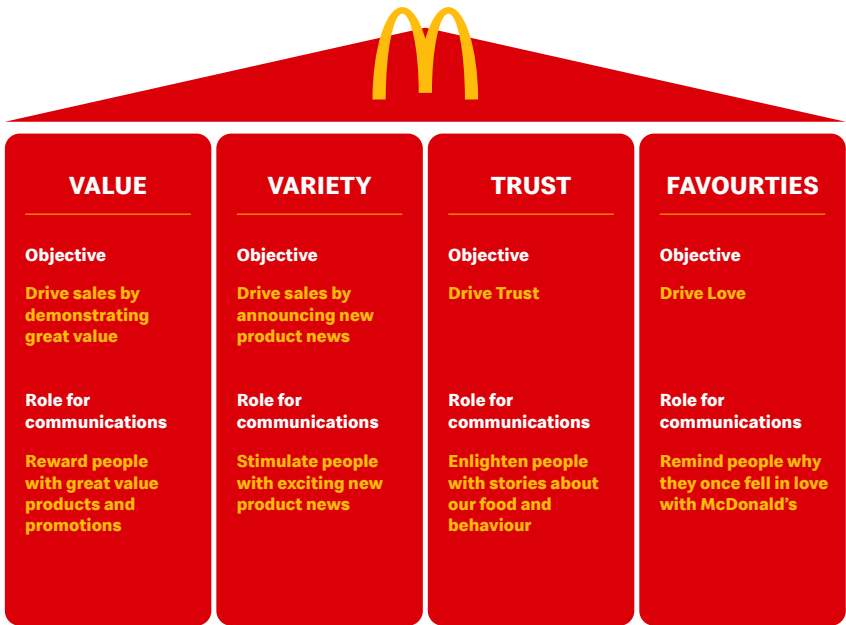 VALUE
Objective
Drive sales by
demonstrating
great value
Role for
communications
Reward people
with great value
products and
promotions
VARIETY
Objective
Drive sales by
announcing new
product news
Role for
communications
Stimulate people
with exciting new
product news
TRUST
Objective
Drive Trust
Role for
communications
Enlighten people
with stories about
our food and
behaviour
FAVOURTIES
Objective
Drive Love
Role for
communications
Remind people why
they once fell in love
with McDonald’s